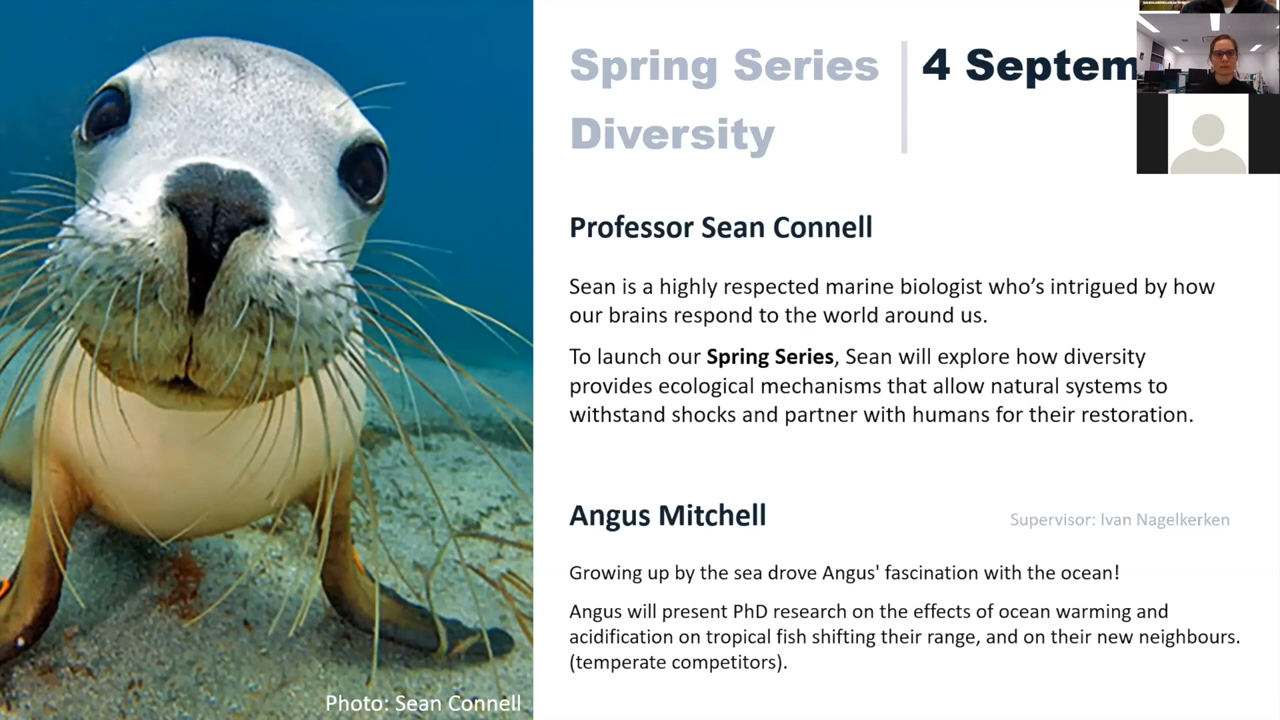 Spring Series
Diversity
4 Septem
Professor Sean Connell
Sean is a highly respected marine biologist who’s intrigued by how
our brains respond to the world around us.
To launch our Spring Series, Sean will explore how diversity
provides ecological mechanisms that allow natural systems to
withstand shocks and partner with humans for their restoration.
Angus Mitchell
Supervisor: Ivan Nagelkerken
Growing up by the sea drove Angus' fascination with the ocean!
Angus will present PhD research on the effects of ocean warming and
acidification on tropical fish shifting their range, and on their new neighbours.
(temperate competitors).
Photo: Sean Connell